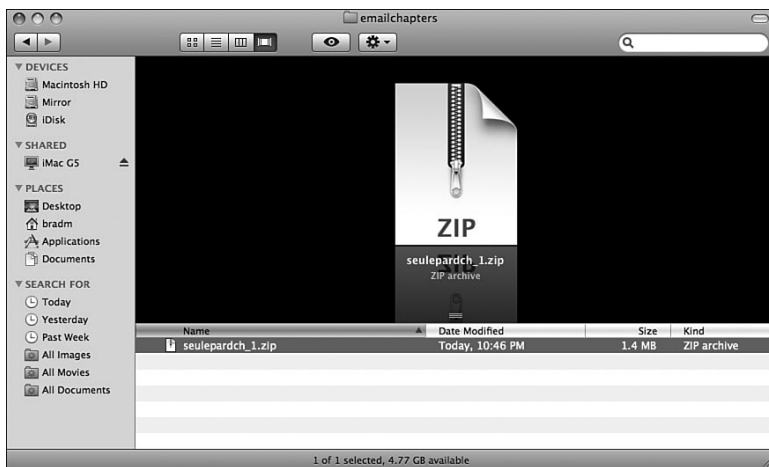 emailchapters
DEVICES
Macintosh HD
Mirror
iDisk
SHARED
iMac G5
PLACES
Desktop
bradm
Applications
Documents
SEARCH FOR
Today
Yesterday
Past Week
All Images
All Movies
All Documents
ZIP
seulepardch_1.zip
ZIP archive
Name Date Modified Size Kind
seulepardch_1.zip Today, 10:46 PM 1.4 MB ZIP archive
1 of 1 selected, 4.77 GB available